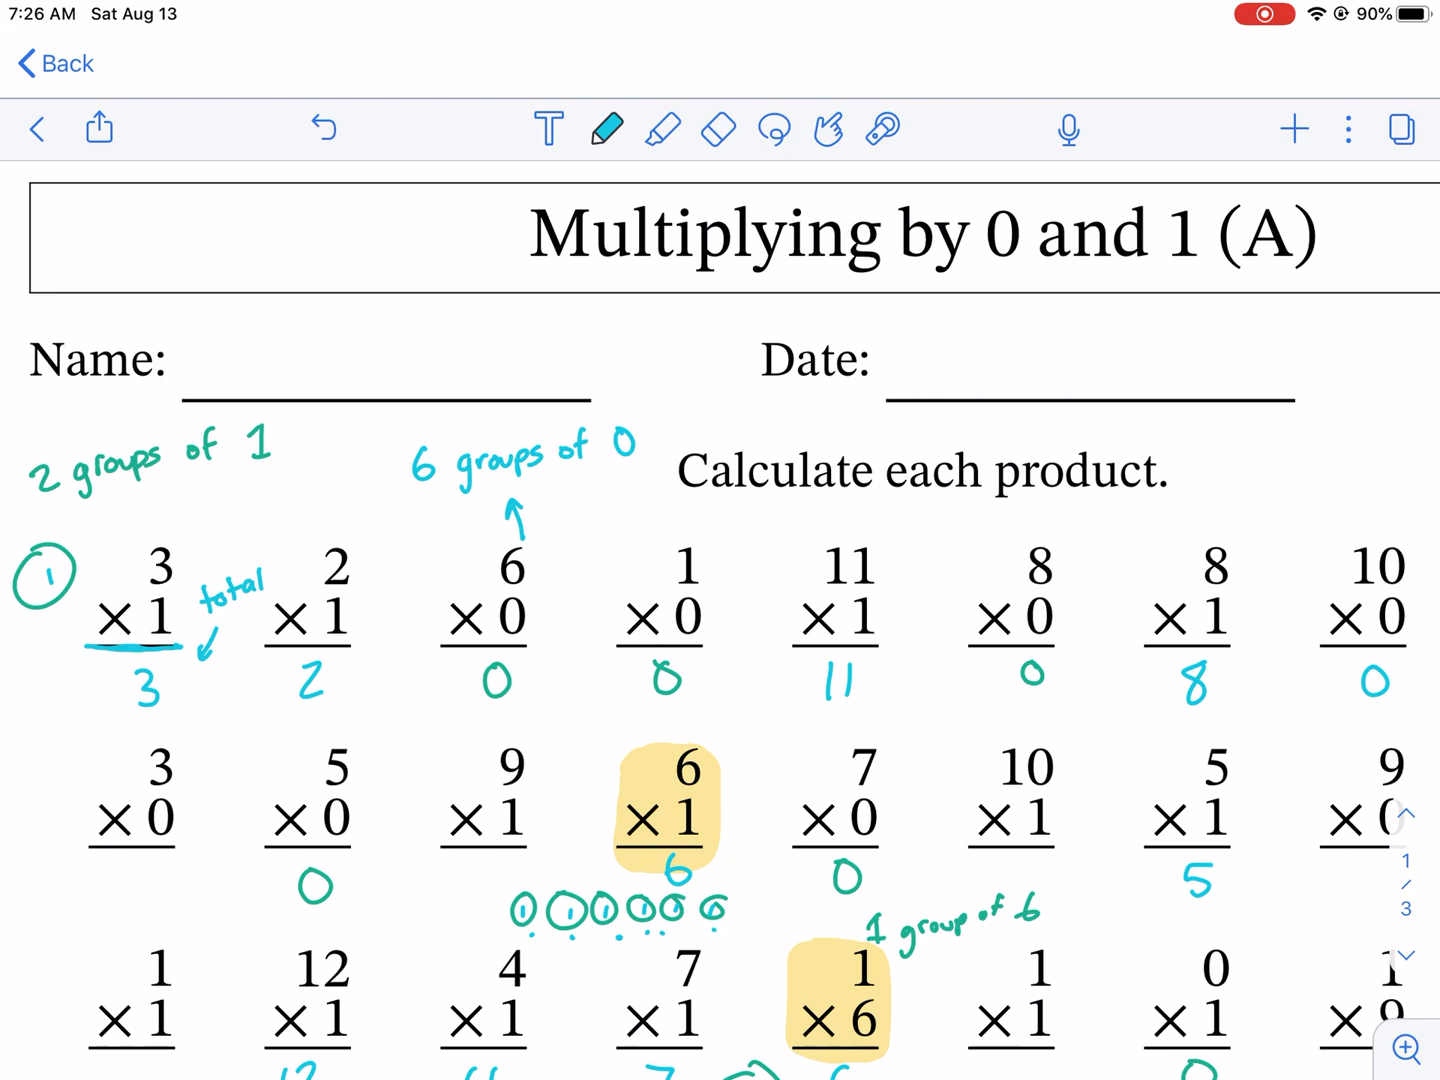 7:26 AM Sat Aug 13 90%
Back
Multiplying by 0 and 1 (A)
Name: Date:
2 groups of 1 6 groups of 0 Calculate each product.
1
3 2 6 1 11 8 8 10
total
×1 ×1 ×0 ×0 ×1 ×0 ×1 ×0
3 2 0 0 11 0 8 0
3 5 9 6 7 10 5 9
×0 ×0 ×1 ×1 ×0 ×1 ×1 ×0
0 6 0 5
1
/
3
1 group of 6
1 12 4 7 1 1 0 1
×1 ×1 ×1 ×1 ×6 ×1 ×1 ×9